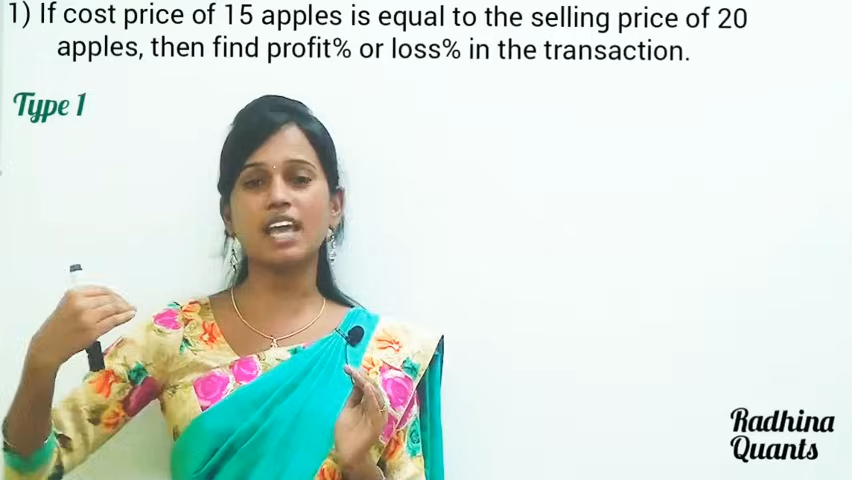 1) If cost price of 15 apples is equal to the selling price of 20
apples, then find profit% or loss% in the transaction.
Type 1
Radhina
Quants